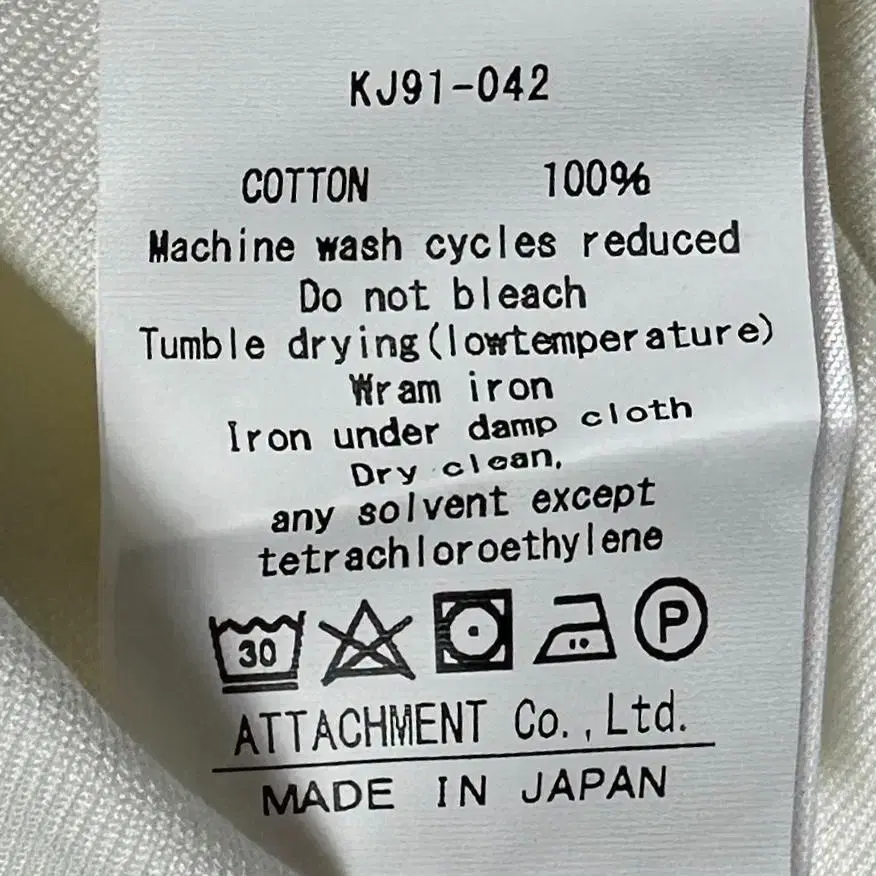 KJ91-042
COTTON 100%
Machine wash cycles reduced
Do not bleach
Tumble drying(lowtemperature)
Wram iron
Iron under damp cloth
Dry clean,
any solvent except
tetrachloroethylene
30
P
ATTACHMENT Co.,Ltd.
MADE IN JAPAN